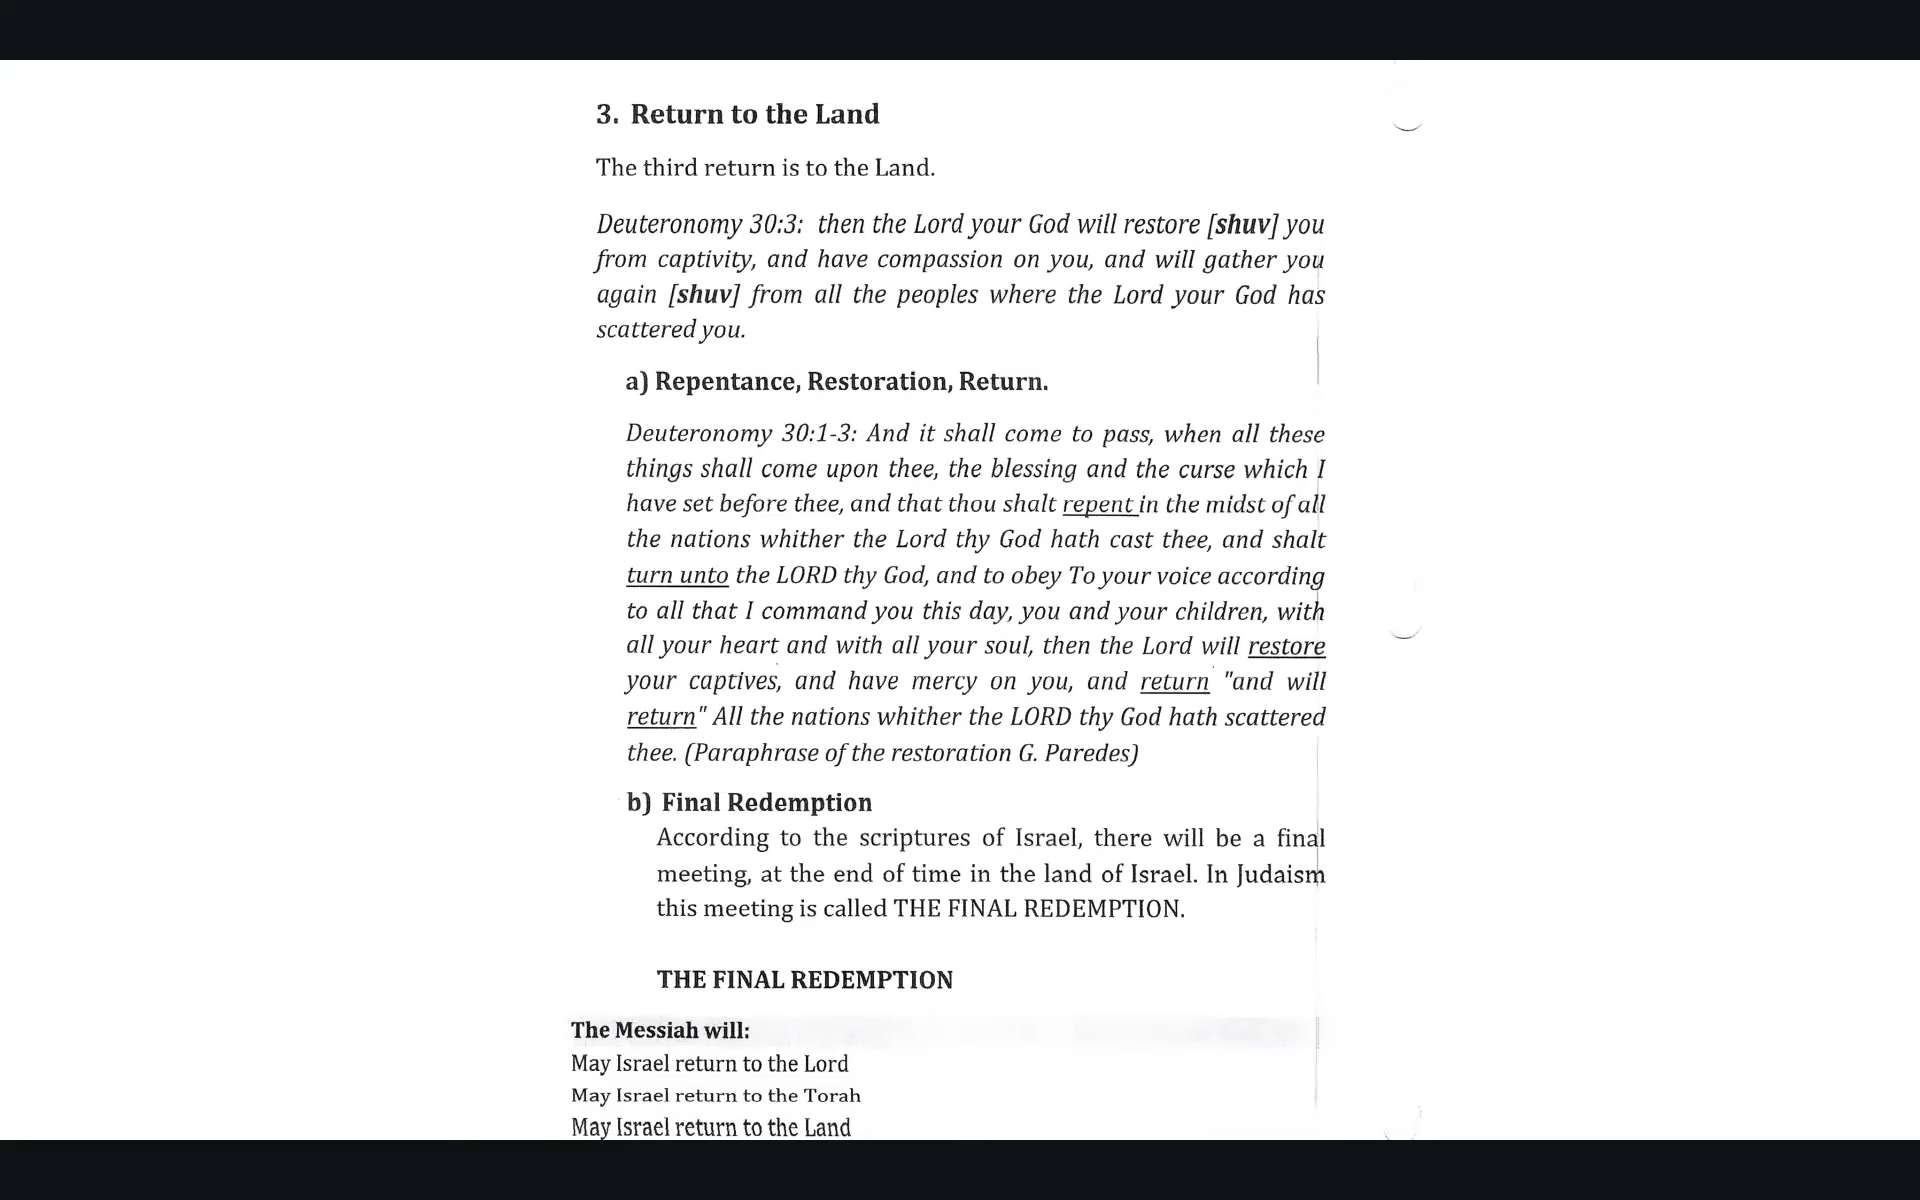 3. Return to the Land
The third return is to the Land.
Deuteronomy 30:3: then the Lord your God will restore [shuv] you
from captivity, and have compassion on you, and will gather you
again [shuv] from all the peoples where the Lord your God has
scattered you.
a) Repentance, Restoration, Return.
Deuteronomy 30:1-3: And it shall come to pass, when all these
things shall come upon thee, the blessing and the curse which I
have set before thee, and that thou shalt repent in the midst of all
the nations whither the Lord thy God hath cast thee, and shalt
turn unto the LORD thy God, and to obey To your voice according
to all that I command you this day, you and your children, with
all your heart and with all your soul, then the Lord will restore
your captives, and have mercy on you, and return "and will
return" All the nations whither the LORD thy God hath scattered
thee. (Paraphrase of the restoration G. Paredes)
b) Final Redemption
According to the scriptures of Israel, there will be a final
meeting, at the end of time in the land of Israel. In Judaism
this meeting is called THE FINAL REDEMPTION.
THE FINAL REDEMPTION
The Messiah will:
May Israel return to the Lord
May Israel return to the Torah
May Israel return to the Land